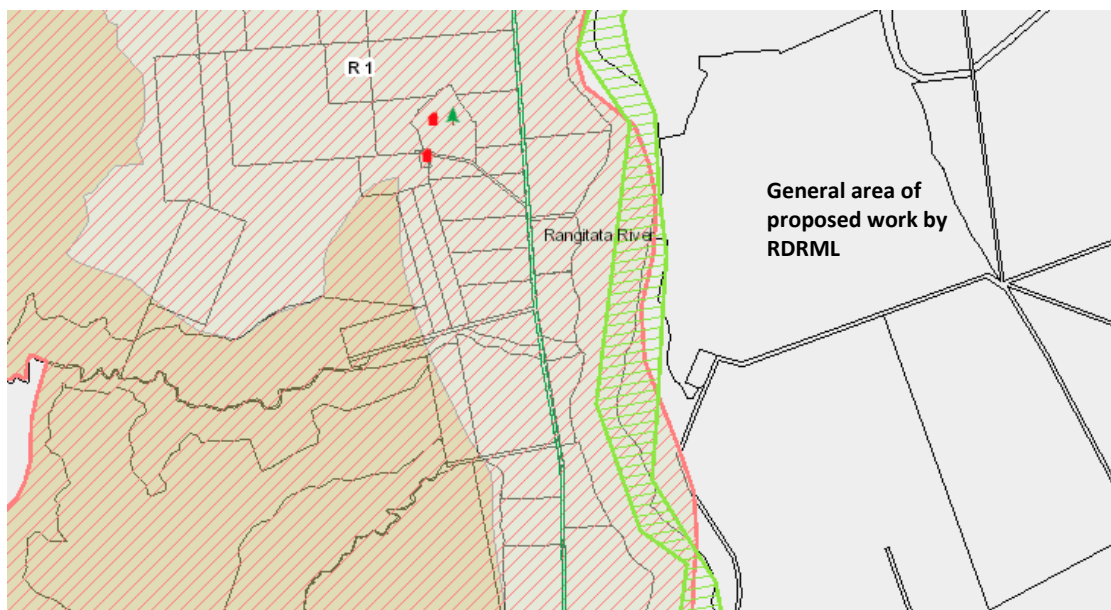 R 1
General area of
proposed work by
RDRML
Rangitata River